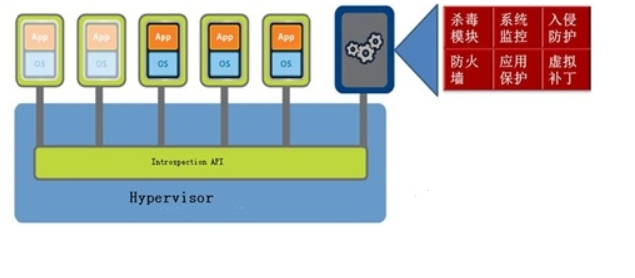 App
OS
App
OS
App
OS
App
OS
App
OS
杀毒
模块
系统
监控
入侵
防护
防火
墙
应用
保护
虚拟
补丁
Introspection API
Hypervisor